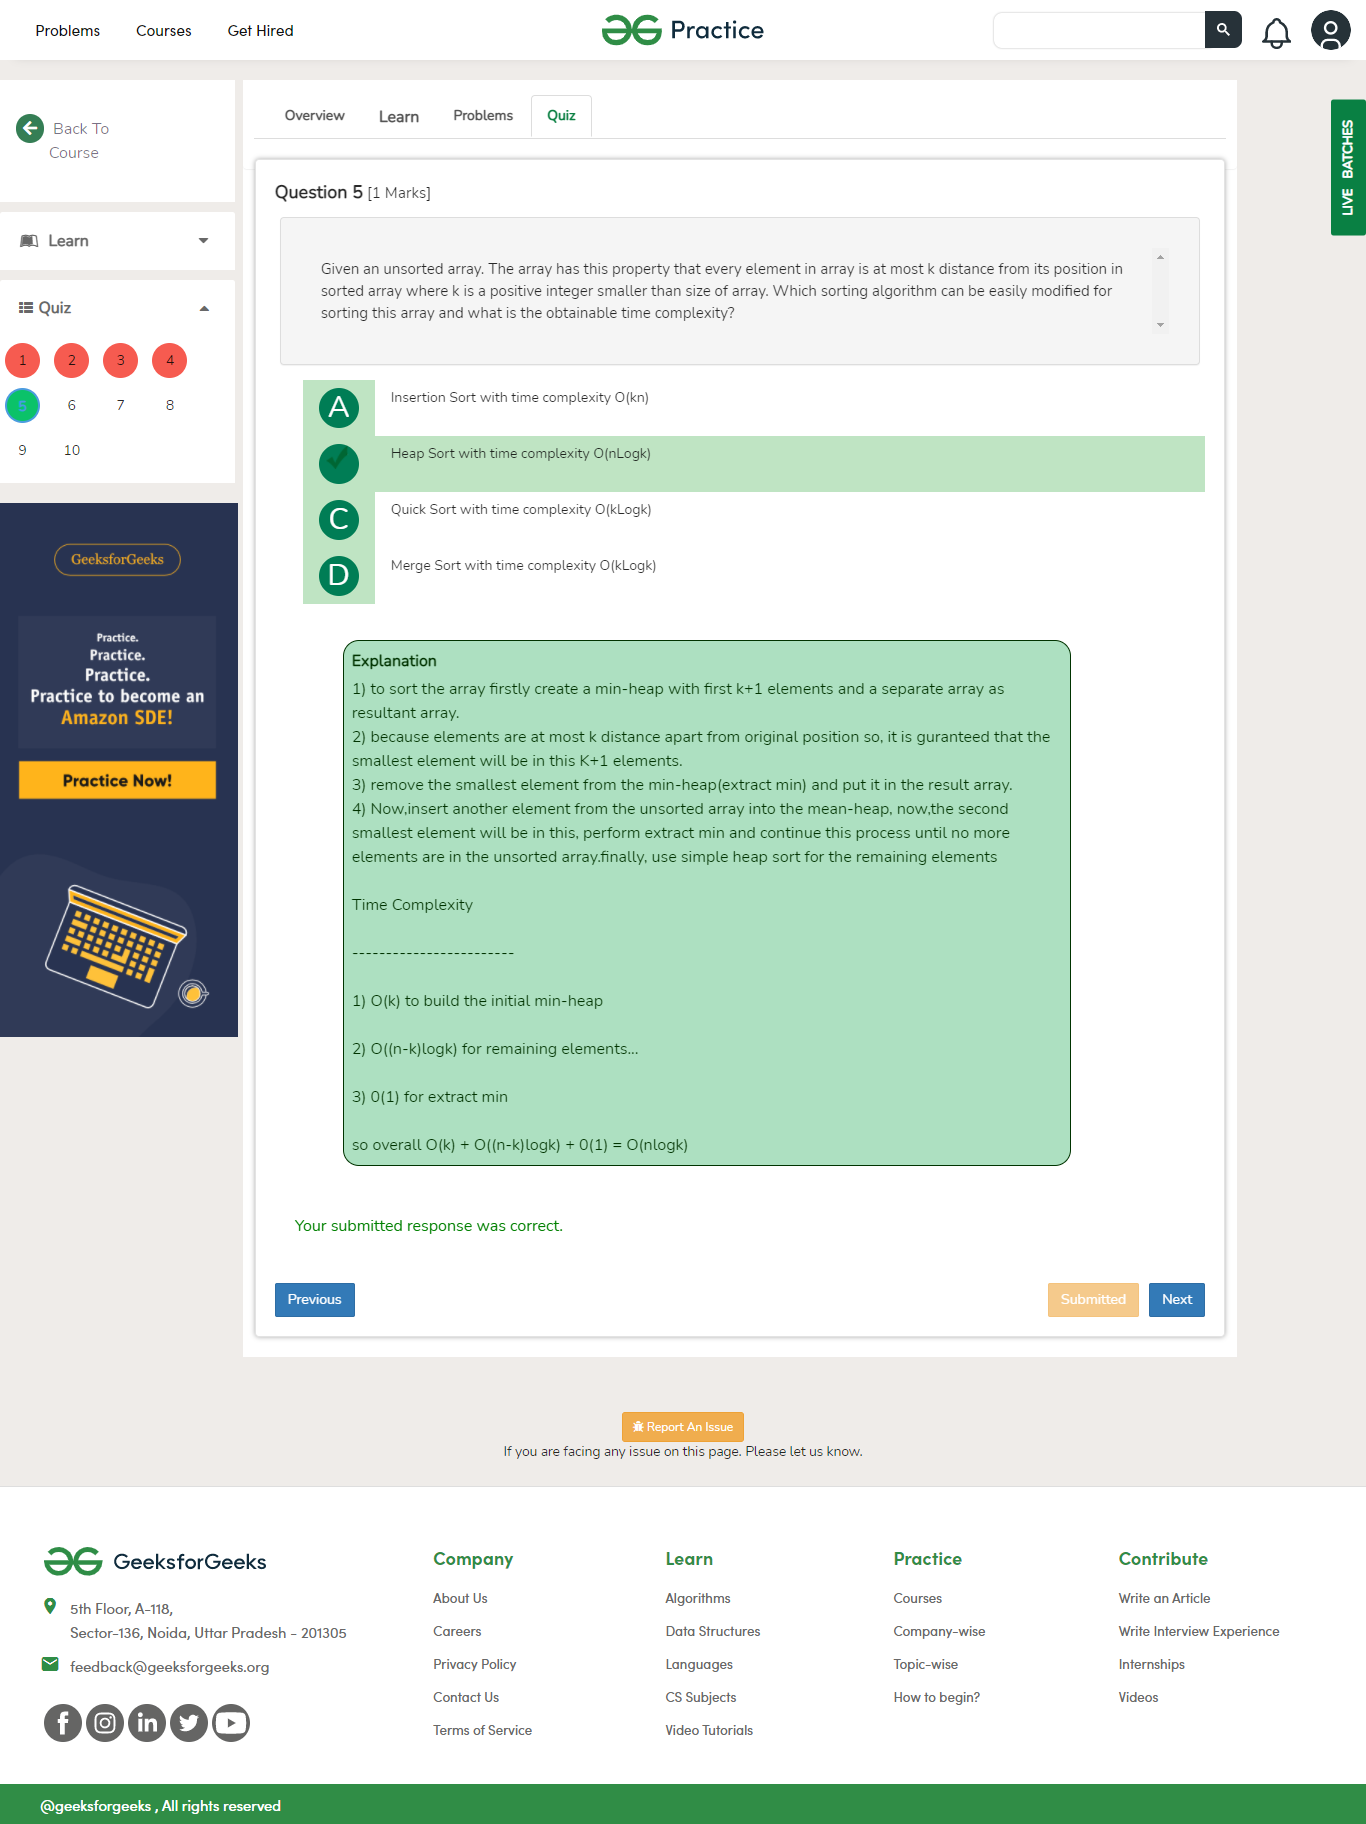 Problems
Courses
Get Hired
Practice
Back To
Course
Learn
Quiz
1
2
3
4
5
6
7
8
9
10
GeeksforGeeks
Practice.
Practice.
Practice.
Practice to become an
Amazon SDE!
Practice Now!
Overview
Learn
Problems
Quiz
Question 5 [1 Marks]
Given an unsorted array. The array has this property that every element in array is at most k distance from its position in
sorted array where k is a positive integer smaller than size of array. Which sorting algorithm can be easily modified for
sorting this array and what is the obtainable time complexity?
A
Insertion Sort with time complexity O(kn)
Heap Sort with time complexity O(nLogk)
C
Quick Sort with time complexity O(kLogk)
D
Merge Sort with time complexity O(kLogk)
Explanation
1) to sort the array firstly create a min-heap with first k+1 elements and a separate array as
resultant array.
2) because elements are at most k distance apart from original position so, it is guranteed that the
smallest element will be in this K+1 elements.
3) remove the smallest element from the min-heap(extract min) and put it in the result array.
4) Now,insert another element from the unsorted array into the mean-heap, now,the second
smallest element will be in this, perform extract min and continue this process until no more
elements are in the unsorted array.finally, use simple heap sort for the remaining elements
Time Complexity
------------------------
1) O(k) to build the initial min-heap
2) O((n-k)logk) for remaining elements...
3) 0(1) for extract min
so overall O(k) + O((n-k)logk) + 0(1) = O(nlogk)
Your submitted response was correct.
Previous
Submitted
Next
LIVE BATCHES
Report An Issue
If you are facing any issue on this page. Please let us know.
GeeksforGeeks
5th Floor, A-118,
Sector-136, Noida, Uttar Pradesh - 201305
feedback@geeksforgeeks.org
Company
About Us
Careers
Privacy Policy
Contact Us
Terms of Service
Learn
Algorithms
Data Structures
Languages
CS Subjects
Video Tutorials
Practice
Courses
Company-wise
Topic-wise
How to begin?
Contribute
Write an Article
Write Interview Experience
Internships
Videos
@geeksforgeeks , All rights reserved